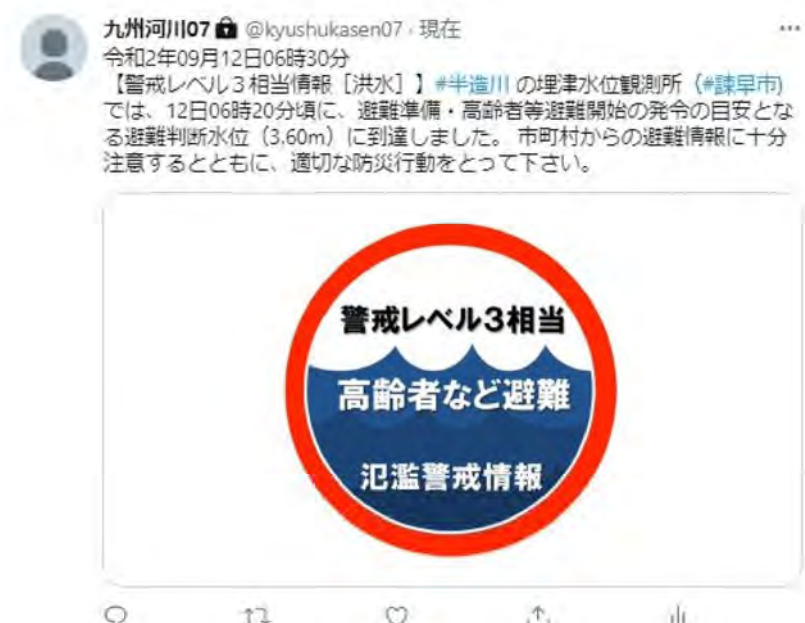 九州河川07 @kyushukasen07・現在
令和2年09月12日06時30分
【警戒レベル3相当情報［洪水］】#半造川 の埋津水位観測所（#諫早市)
では、12日06時20分頃に、避難準備・高齢者等避難開始の発令の目安とな
る避難判断水位（3.60m）に到達しました。 市町村からの避難情報に十分
注意するとともに、適切な防災行動をとって下さい。
警戒レベル3相当
高齢者など避難
氾濫警戒情報